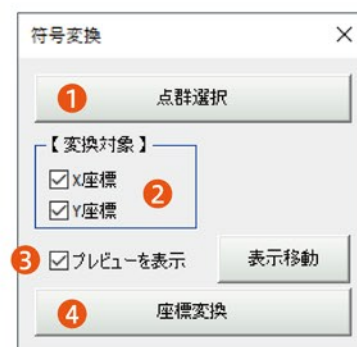 符号変換
1 点群選択
【変換対象】
X座標
2
Y座標
3 プレビューを表示 表示移動
4 座標変換